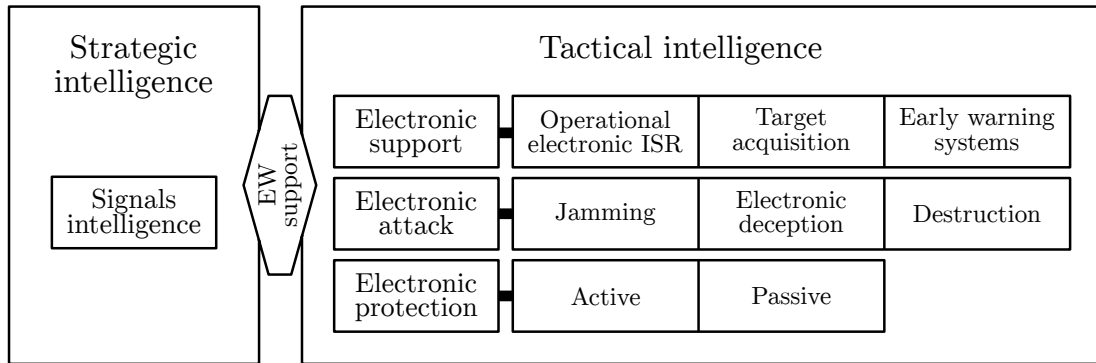 Strategic
intelligence
Signals
intelligence
EW
support
Tactical intelligence
Electronic
support
Operational
electronic ISR
Target
acquisition
Early warning
systems
Electronic
attack
Jamming
Electronic
deception
Destruction
Electronic
protection
Active
Passive